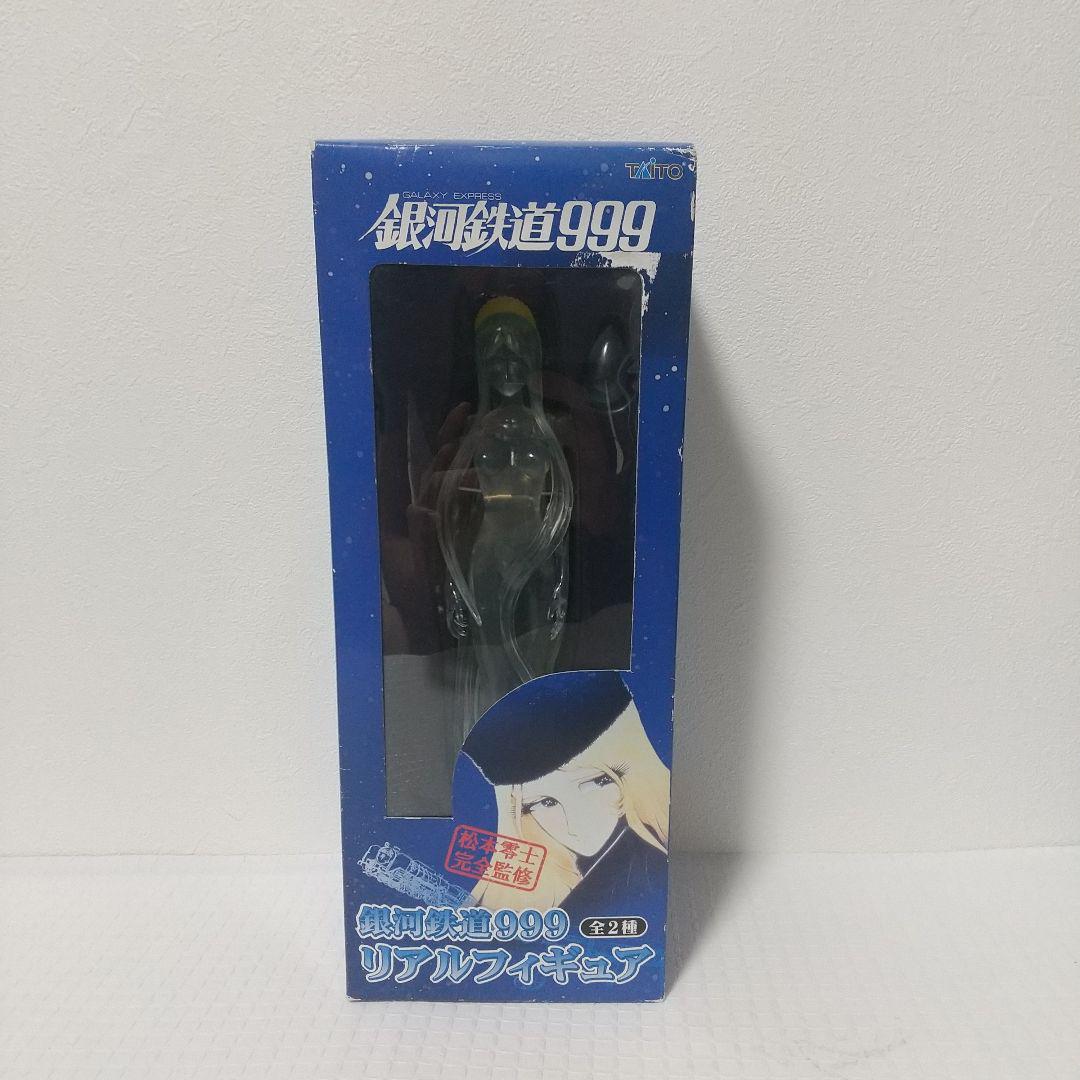 TAITO
GALAXY EXPRESS
銀河鉄道999
松本零士
完全監修
銀河鉄道999 全2種
リアルフィギュア